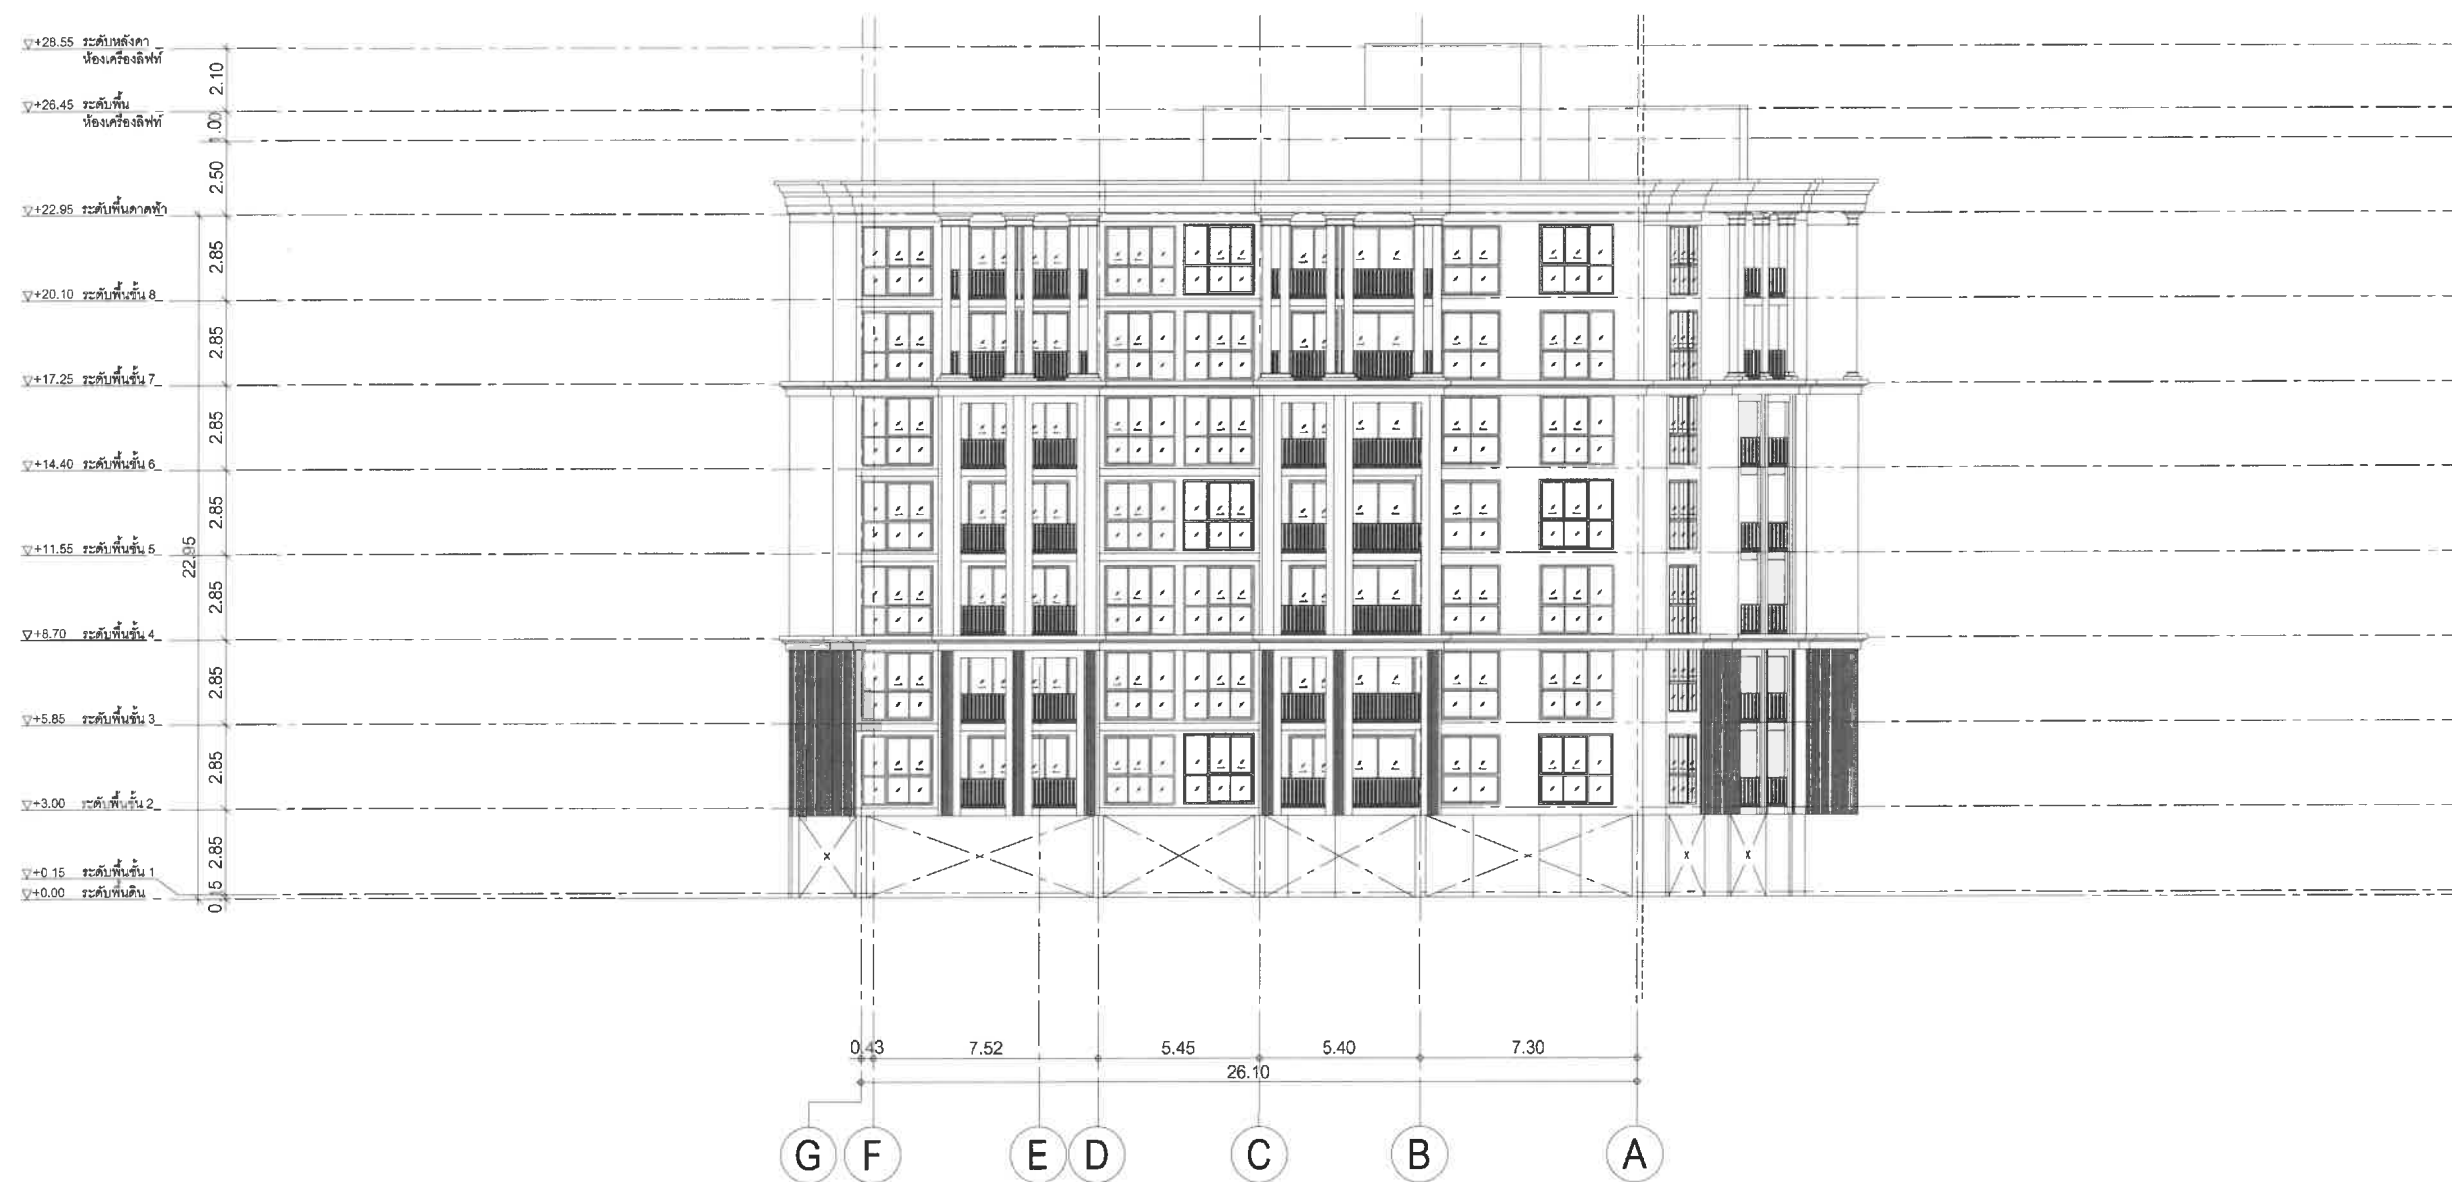 ▽+28.55 ระดับหลังคา
ห้องเครื่องลิฟท์
2.10
▽+26.45 ระดับพื้น
ห้องเครื่องลิฟท์
1.00
2.50
▽+22.95 ระดับพื้นดาดฟ้า
2.85
▽+20.10 ระดับพื้นชั้น 8
2.85
▽+17.25 ระดับพื้นชั้น 7
2.85
▽+14.40 ระดับพื้นชั้น 6
2.85
▽+11.55 ระดับพื้นชั้น 5
22.95
2.85
▽+8.70 ระดับพื้นชั้น 4
2.85
▽+5.85 ระดับพื้นชั้น 3
2.85
▽+3.00 ระดับพื้นชั้น 2
2.85
▽+0.15 ระดับพื้นชั้น 1
▽+0.00 ระดับพื้นดิน
0.15
0.43 7.52 5.45 5.40 7.30
26.10
G F E D C B A